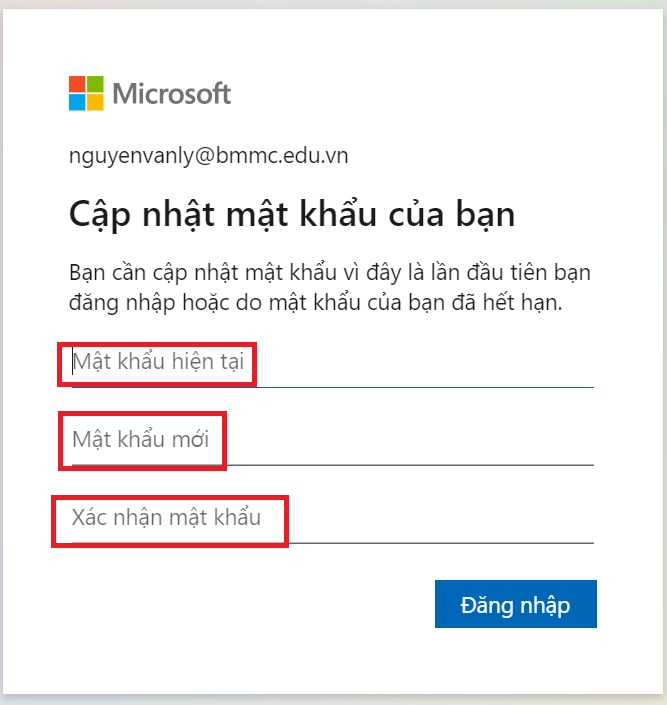 Microsoft
nguyenvanly@bmmc.edu.vn
Cập nhật mật khẩu của bạn
Bạn cần cập nhật mật khẩu vì đây là lần đầu tiên bạn
đăng nhập hoặc do mật khẩu của bạn đã hết hạn.
Mật khẩu hiện tại
Mật khẩu mới
Xác nhận mật khẩu
Đăng nhập